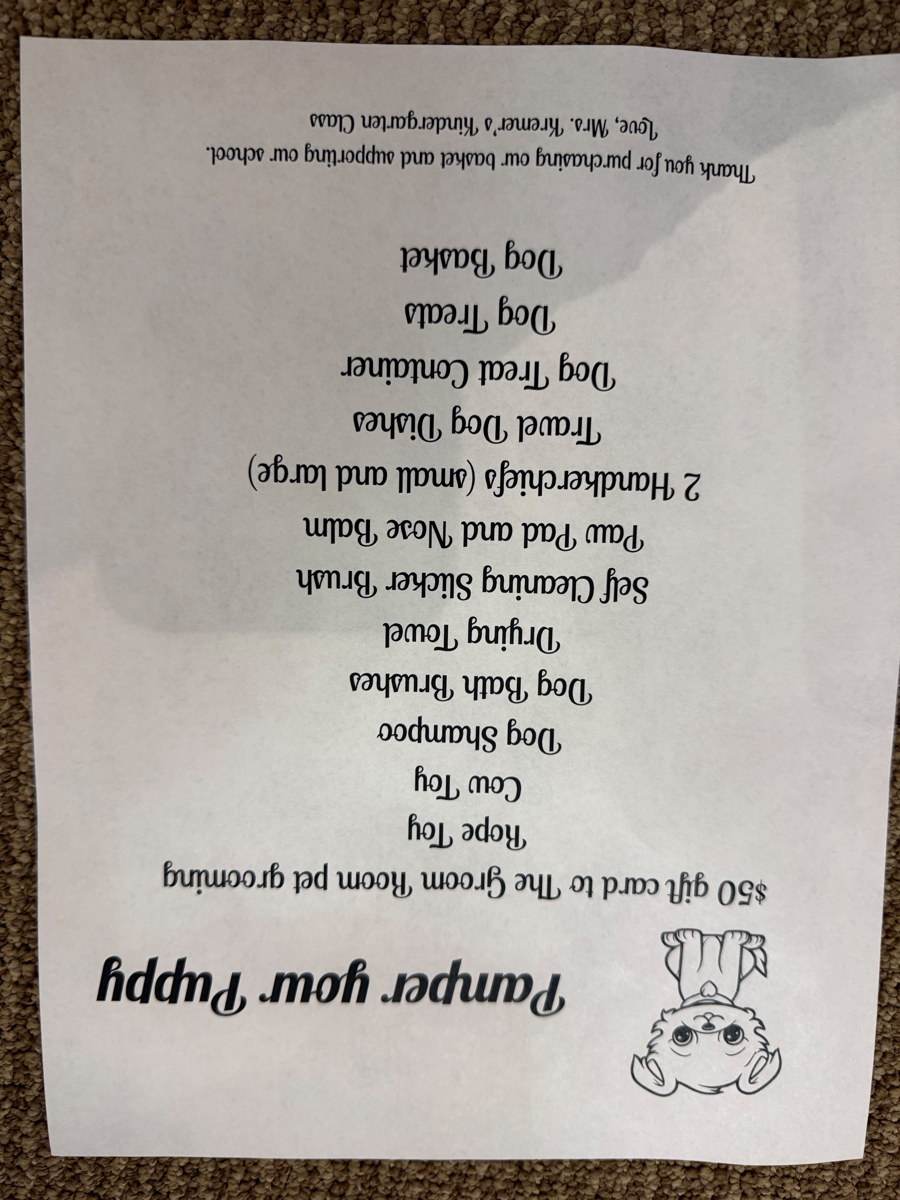 Pamper your Puppy
$50 gift card to The Groom Room pet grooming
Rope Toy
Cow Toy
Dog Shampoo
Dog Bath Brushes
Drying Towel
Self Cleaning Slicker Brush
Paw Pad and Nose Balm
2 Handkerchiefs (small and large)
Travel Dog Dishes
Dog Treat Container
Dog Treats
Dog Basket
Thank you for purchasing our basket and supporting our school.
Love, Mrs. Kremer's Kindergarten Class